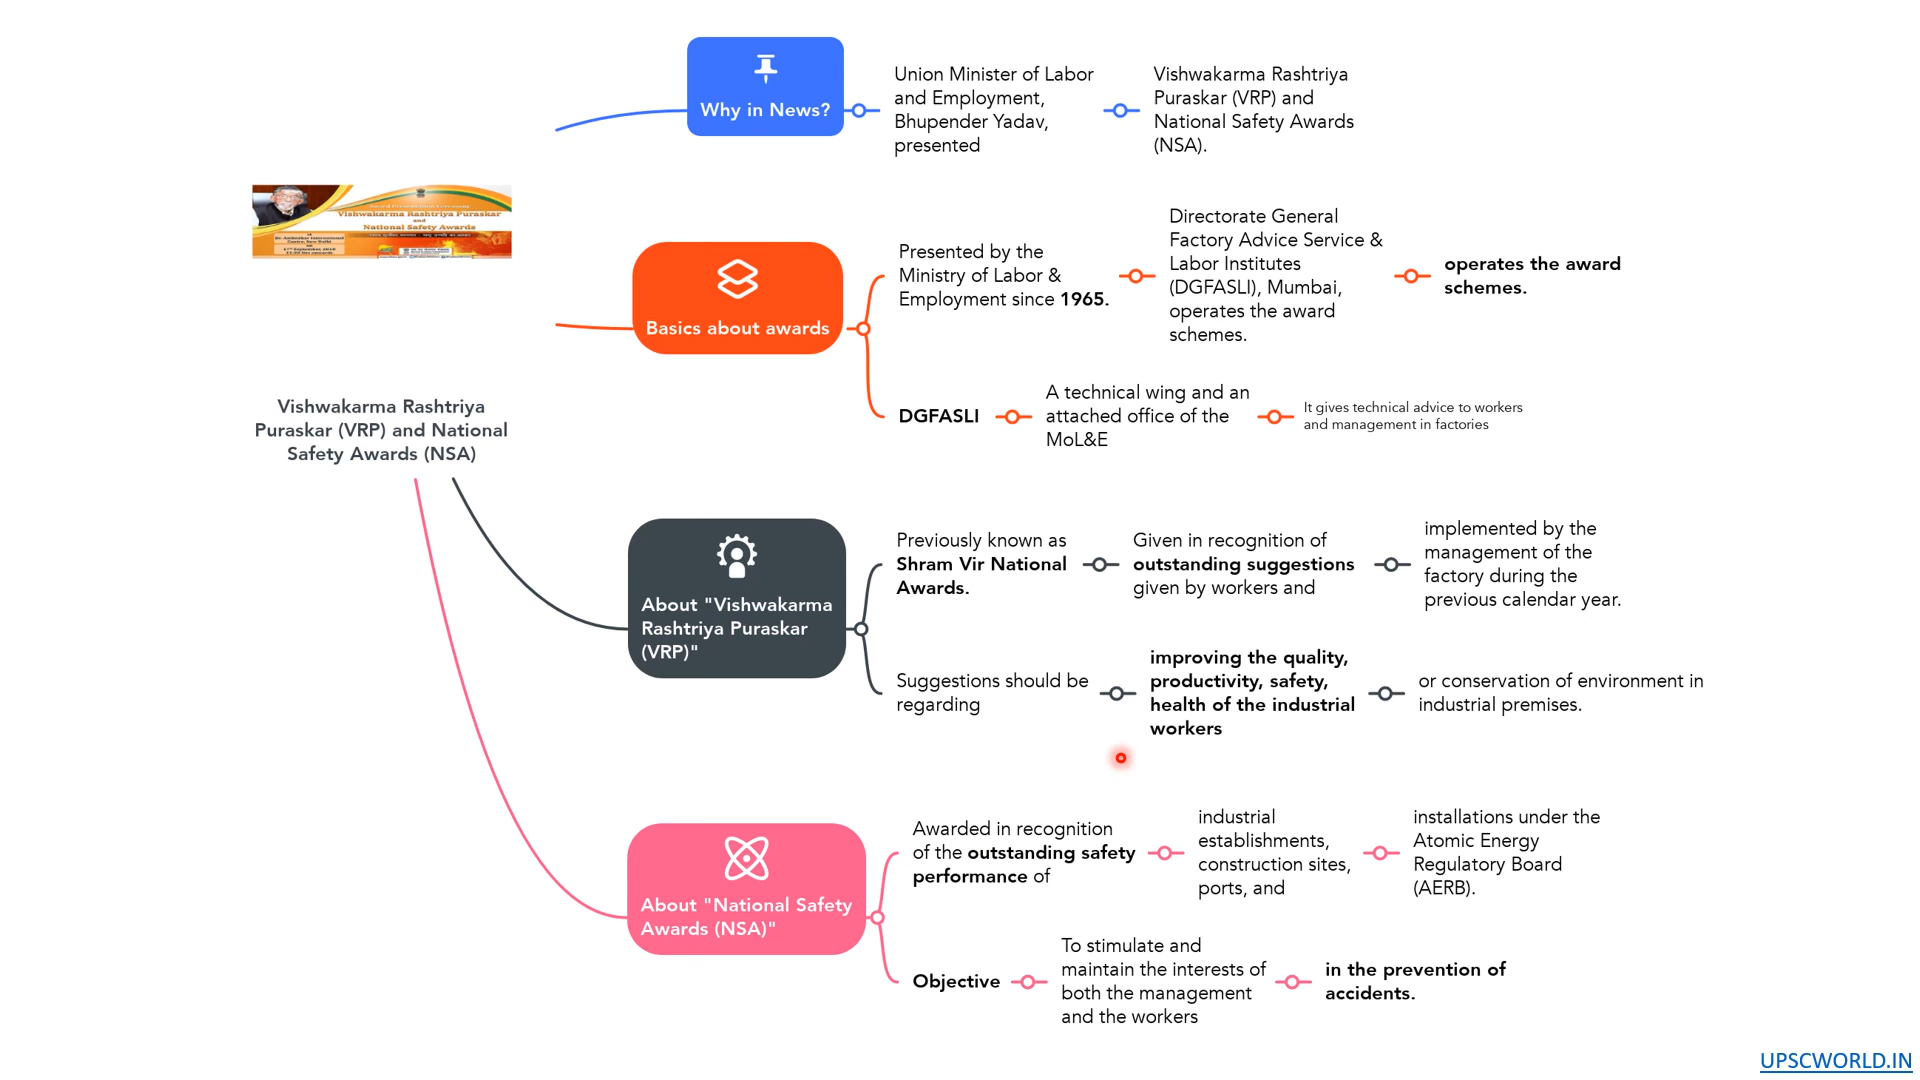 Why in News?
Union Minister of Labor
and Employment,
Bhupender Yadav,
presented
Vishwakarma Rashtriya
Puraskar (VRP) and
National Safety Awards
(NSA).
Vishwakarma Rashtriya Puraskar
and
National Safety Awards
Basics about awards
Presented by the
Ministry of Labor &
Employment since 1965.
Directorate General
Factory Advice Service &
Labor Institutes
(DGFASLI), Mumbai,
operates the award
schemes.
operates the award
schemes.
DGFASLI
A technical wing and an
attached office of the
MoL&E
It gives technical advice to workers
and management in factories
Vishwakarma Rashtriya
Puraskar (VRP) and National
Safety Awards (NSA)
About "Vishwakarma
Rashtriya Puraskar
(VRP)"
Previously known as
Shram Vir National
Awards.
Given in recognition of
outstanding suggestions
given by workers and
implemented by the
management of the
factory during the
previous calendar year.
Suggestions should be
regarding
improving the quality,
productivity, safety,
health of the industrial
workers
or conservation of environment in
industrial premises.
About "National Safety
Awards (NSA)"
Awarded in recognition
of the outstanding safety
performance of
industrial
establishments,
construction sites,
ports, and
installations under the
Atomic Energy
Regulatory Board
(AERB).
Objective
To stimulate and
maintain the interests of
both the management
and the workers
in the prevention of
accidents.
UPSCWORLD.IN